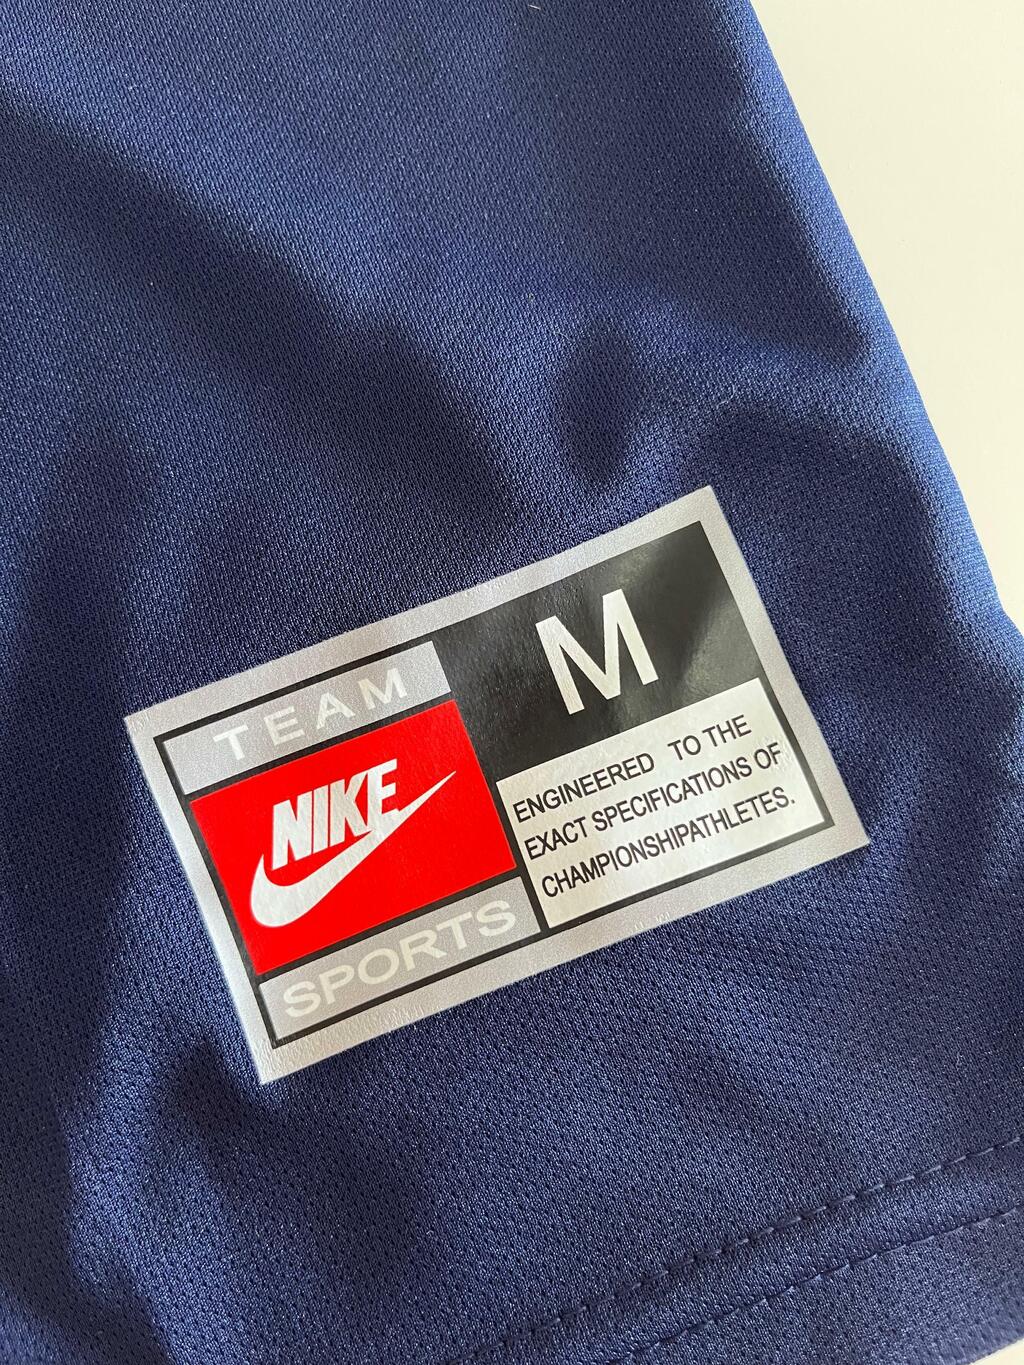 TEAM
NIKE
SPORTS
M
ENGINEERED TO THE
EXACT SPECIFICATIONS OF
CHAMPIONSHIPATHLETES.